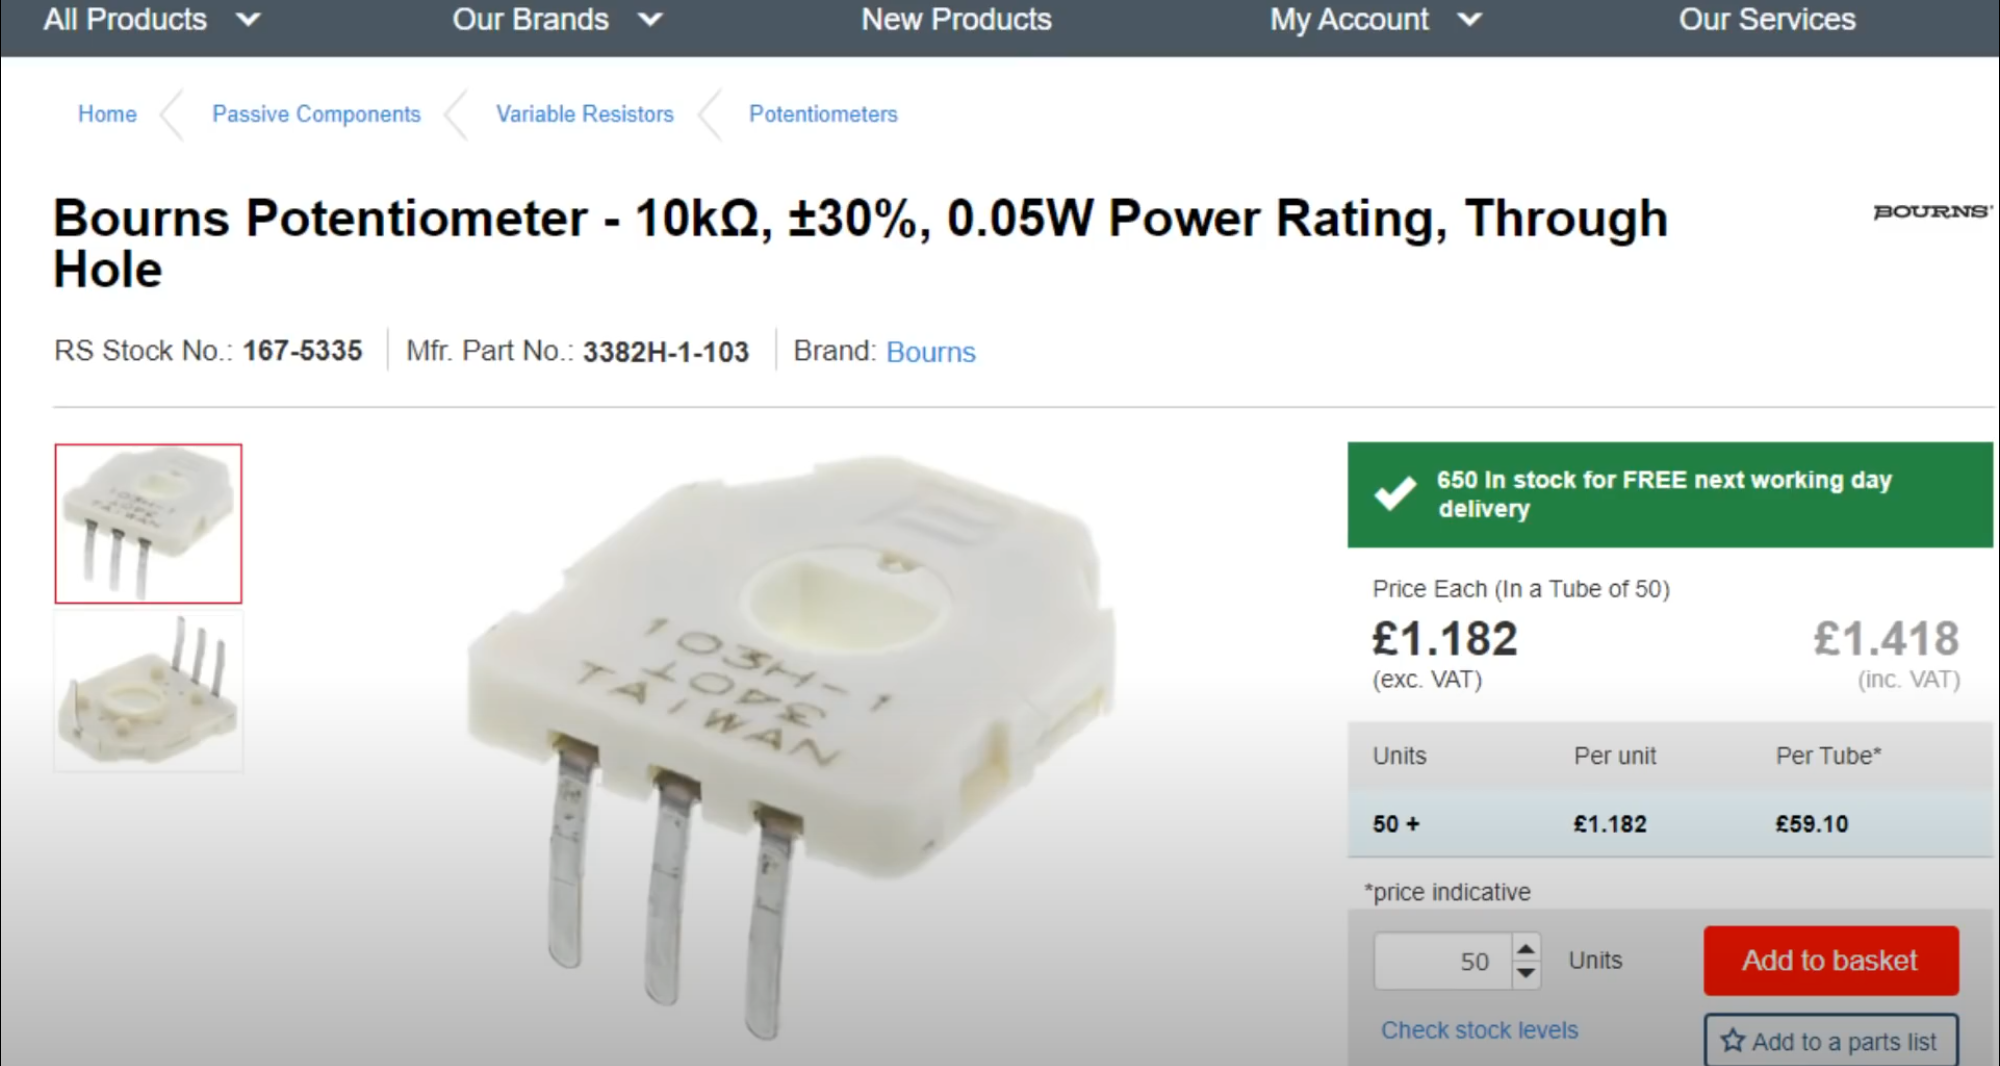 All Products Our Brands New Products My Account Our Services
Home Passive Components Variable Resistors Potentiometers
Bourns Potentiometer - 10kΩ, ±30%, 0.05W Power Rating, Through
Hole
BOURNS®
RS Stock No.: 167-5335 Mfr. Part No.: 3382H-1-103 Brand: Bourns
103H-1
TAIWAN
650 In stock for FREE next working day
delivery
Price Each (In a Tube of 50)
£1.182 £1.418
(exc. VAT) (inc. VAT)
Units Per unit Per Tube*
50 + £1.182 £59.10
*price indicative
50 Units Add to basket
Check stock levels
Add to a parts list